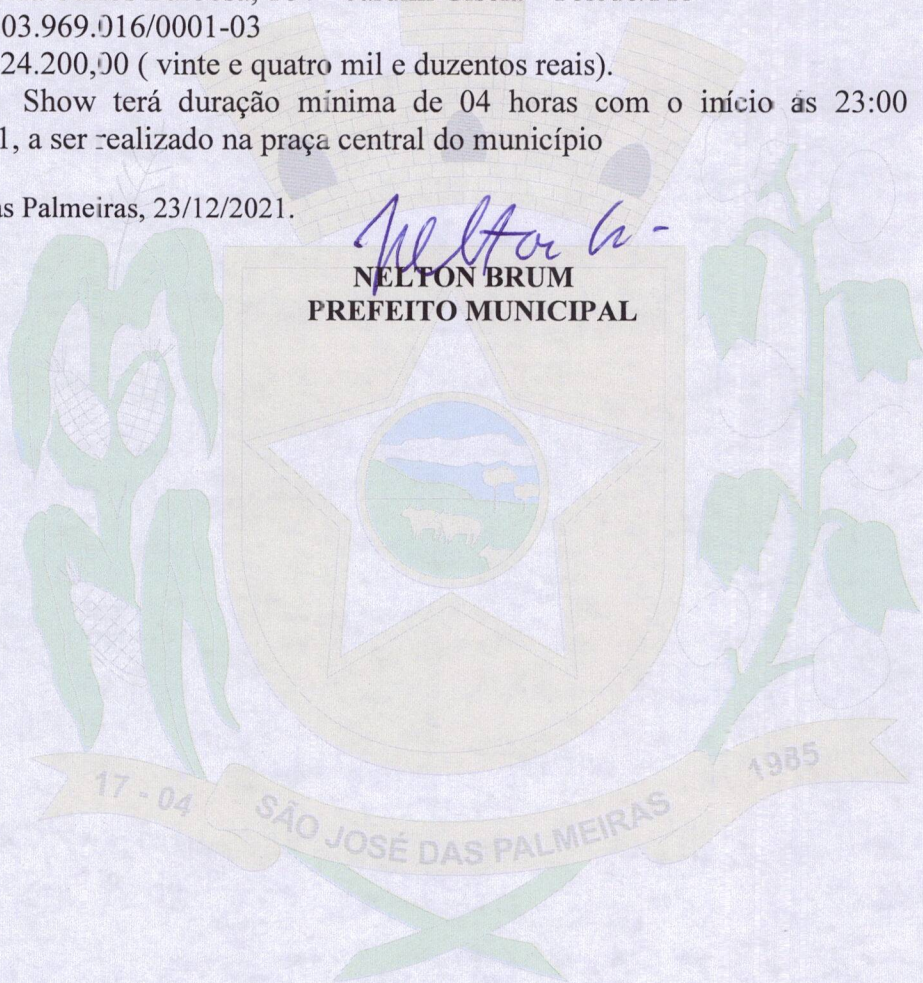 03.969.016/0001-03
24.200,00 ( vinte e quatro mil e duzentos reais).
Show terá duração mínima de 04 horas com o início ás 23:00
1, a ser realizado na praça central do município
as Palmeiras, 23/12/2021.
NELTON BRUM
PREFEITO MUNICIPAL
17 - 04 SÃO JOSÉ DAS PALMEIRAS 1985